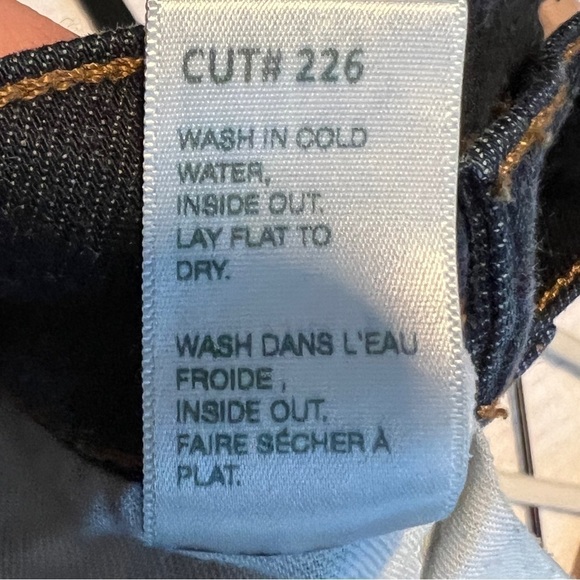 CUT# 226
WASH IN COLD
WATER,
INSIDE OUT.
LAY FLAT TO
DRY.
WASH DANS L'EAU
FROIDE,
INSIDE OUT.
FAIRE SÉCHER À
PLAT.